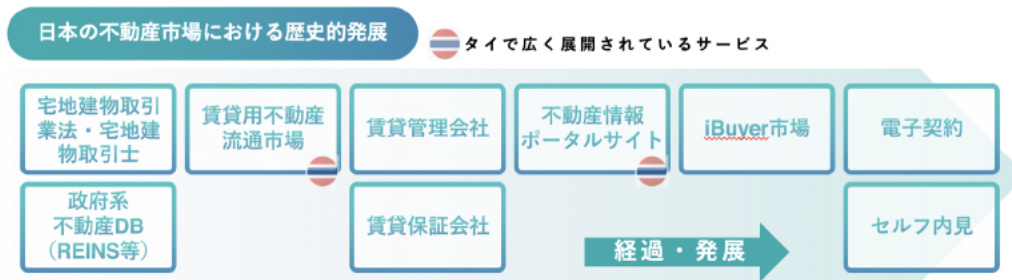 日本の不動産市場における歴史的発展
タイで広く展開されているサービス
宅地建物取引
業法・宅地建
物取引士
賃貸用不動産
流通市場
賃貸管理会社
不動産情報
ポータルサイト
iBuyer市場
電子契約
政府系
不動産DB
（REINS等）
賃貸保証会社
経過・発展
セルフ内見